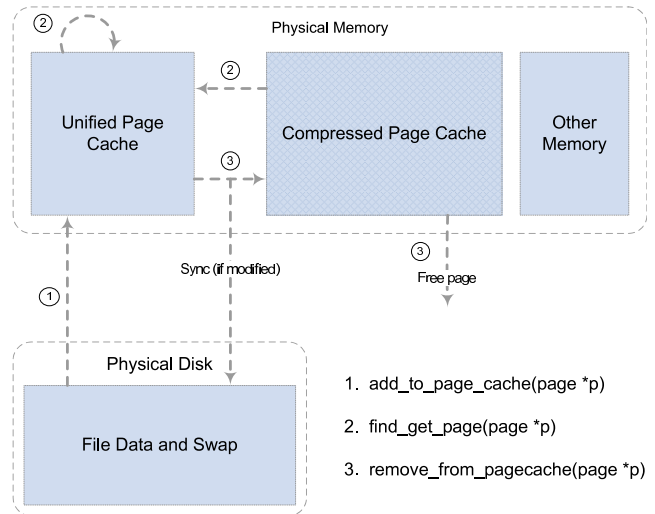 2
Physical Memory
2
Unified Page
Cache
Compressed Page Cache
Other
Memory
3
3
Sync (if modified)
Free page
1
Physical Disk
File Data and Swap
1. add_to_page_cache(page *p)
2. find_get_page(page *p)
3. remove_from_pagecache(page *p)